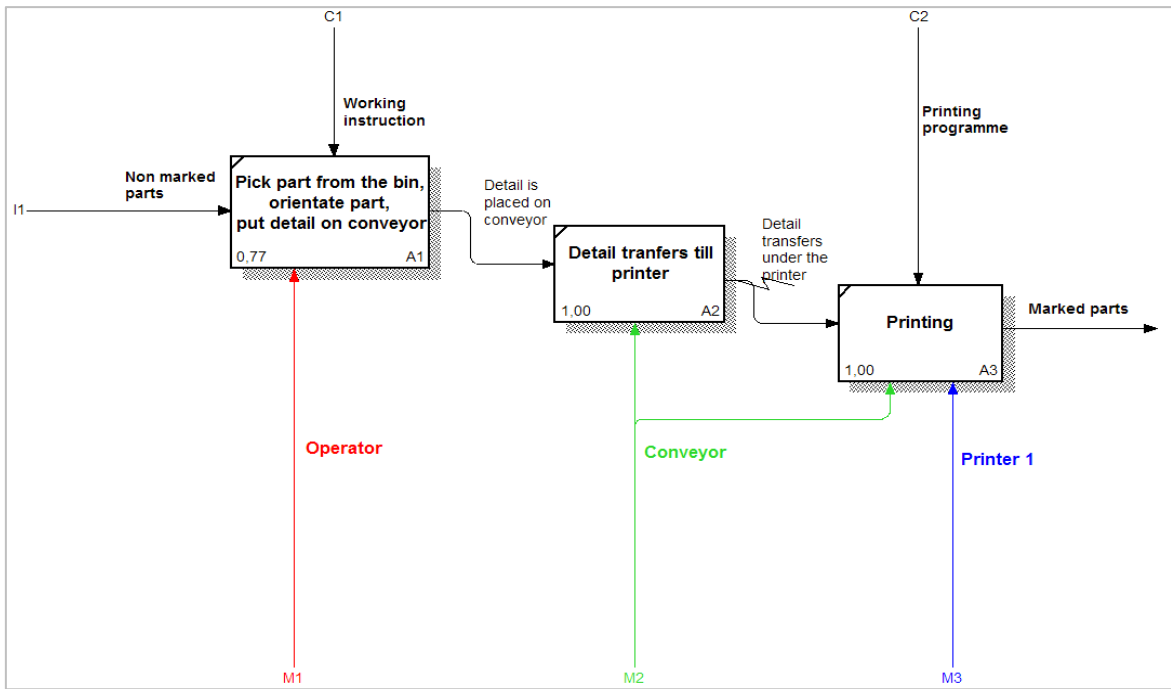 C1
C2
Working
instruction
Printing
programme
Non marked
parts
I1
Pick part from the bin,
orientate part,
put detail on conveyor
0,77
A1
Detail is
placed on
conveyor
Detail tranfers till
printer
1,00
A2
Detail
transfers
under the
printer
Printing
1,00
A3
Marked parts
Operator
Conveyor
Printer 1
M1
M2
M3